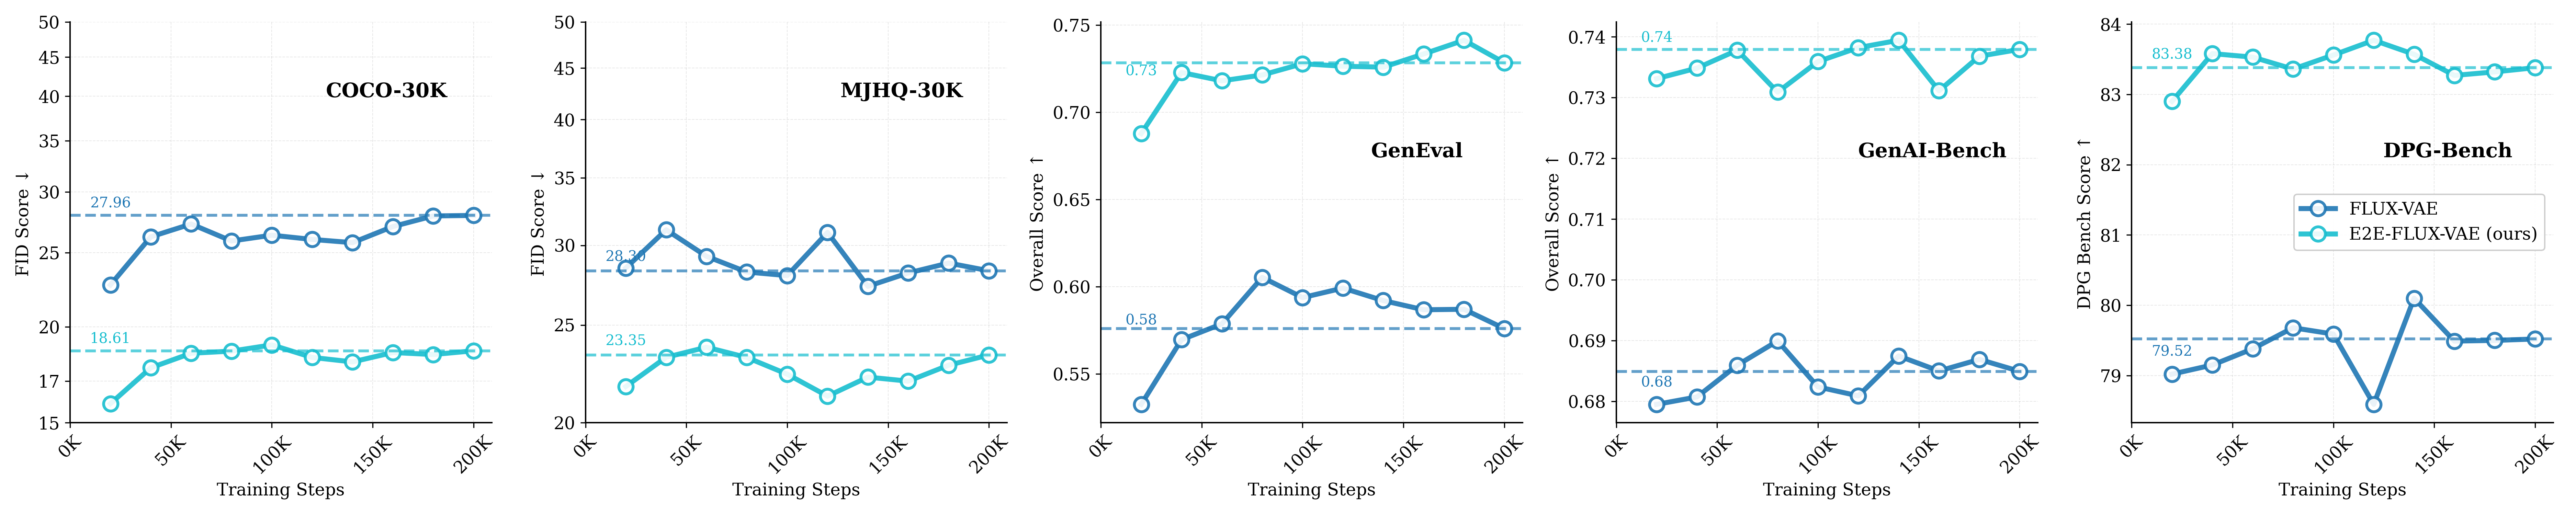 FID Score ↓
50
45
40
35
30
25
20
17
15
COCO-30K
27.96
18.61
0K
50K
100K
150K
200K
Training Steps
FID Score ↓
50
45
40
35
30
25
20
MJHQ-30K
28.30
23.35
0K
50K
100K
150K
200K
Training Steps
Overall Score ↑
0.75
0.70
0.65
0.60
0.55
0.73
GenEval
0.58
0K
50K
100K
150K
200K
Training Steps
Overall Score ↑
0.74
0.73
0.72
0.71
0.70
0.69
0.68
0.74
GenAI-Bench
0.68
0K
50K
100K
150K
200K
Training Steps
DPG Bench Score ↑
84
83
82
81
80
79
83.38
DPG-Bench
FLUX-VAE
E2E-FLUX-VAE (ours)
79.52
0K
50K
100K
150K
200K
Training Steps